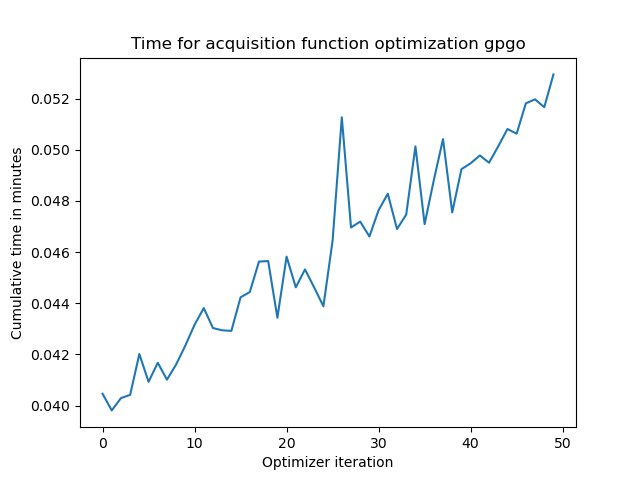 Time for acquisition function optimization gpgo
0.052
0.050
0.048
0.046
0.044
0.042
0.040
Cumulative time in minutes
0 10 20 30 40 50
Optimizer iteration